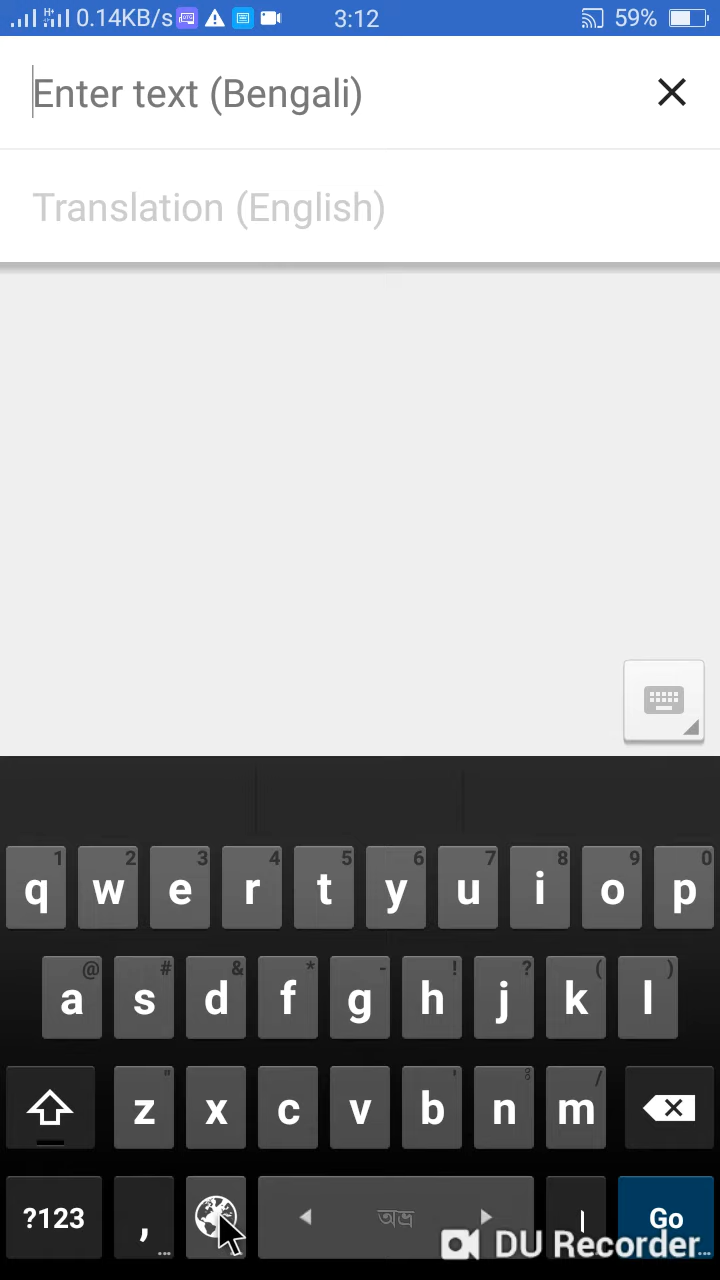 0.14KB/s 3:12 59%
Enter text (Bengali)
Translation (English)
q 1 w 2 e 3 r 4 t 5 y 6 u 7 i 8 o 9 p 0
a @ s # d & f * g - h ! j ? k ( l )
z " x c v b ' n ঃ m /
?123 , ... অভ্র । Go ...
DU Recorder